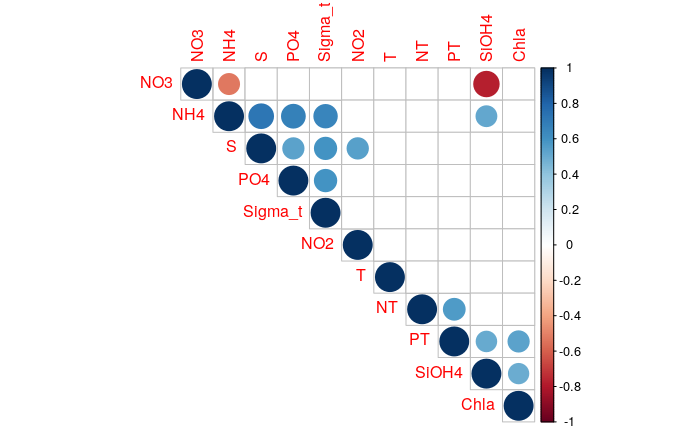 NO3
NH4
S
PO4
Sigma_t
NO2
T
NT
PT
SiOH4
Chla
NO3
NH4
S
PO4
Sigma_t
NO2
T
NT
PT
SiOH4
Chla
1
0.8
0.6
0.4
0.2
0
-0.2
-0.4
-0.6
-0.8
-1